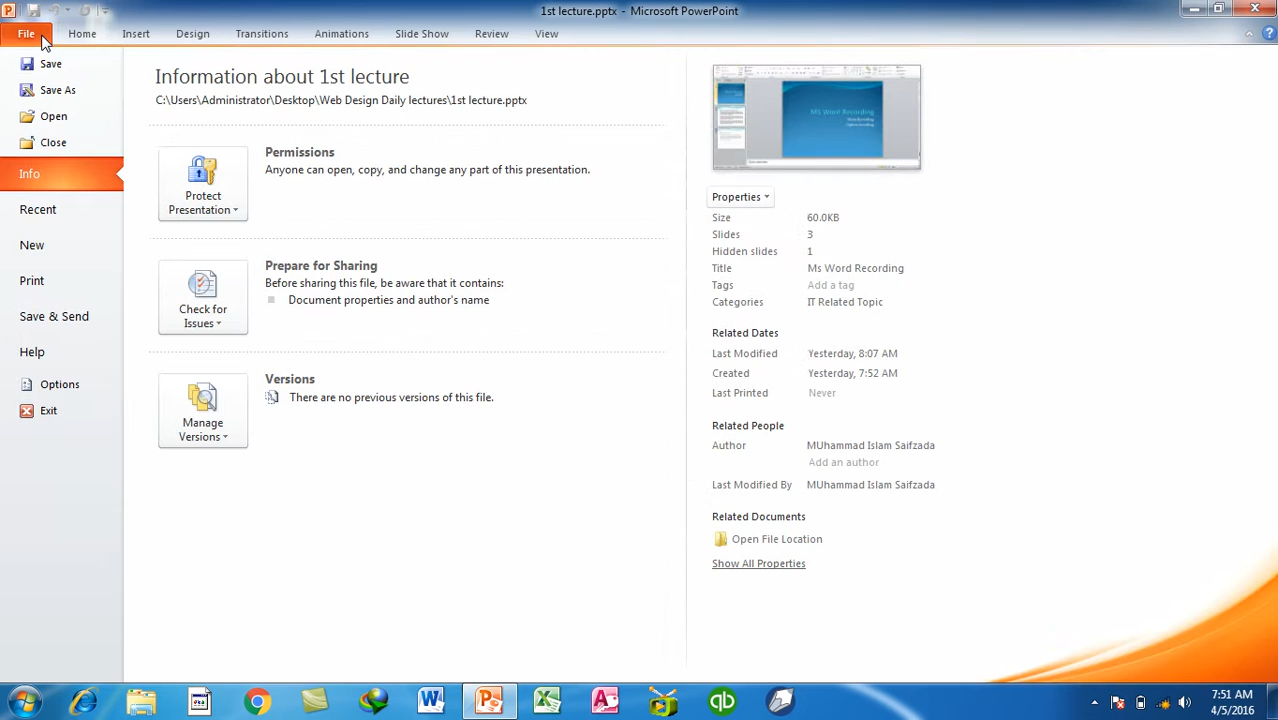 1st lecture.pptx - Microsoft PowerPoint
File Home Insert Design Transitions Animations Slide Show Review View
Save
Save As
Open
Close
Info
Recent
New
Print
Save & Send
Help
Options
Exit
Information about 1st lecture
C:\Users\Administrator\Desktop\Web Design Daily lectures\1st lecture.pptx
Protect
Presentation
Permissions
Anyone can open, copy, and change any part of this presentation.
Check for
Issues
Prepare for Sharing
Before sharing this file, be aware that it contains:
Document properties and author's name
Manage
Versions
Versions
There are no previous versions of this file.
MS Word Recording
Properties
Size 60.0KB
Slides 3
Hidden slides 1
Title Ms Word Recording
Tags Add a tag
Categories IT Related Topic
Related Dates
Last Modified Yesterday, 8:07 AM
Created Yesterday, 7:52 AM
Last Printed Never
Related People
Author MUhammad Islam Saifzada
Add an author
Last Modified By MUhammad Islam Saifzada
Related Documents
Open File Location
Show All Properties
7:51 AM
4/5/2016